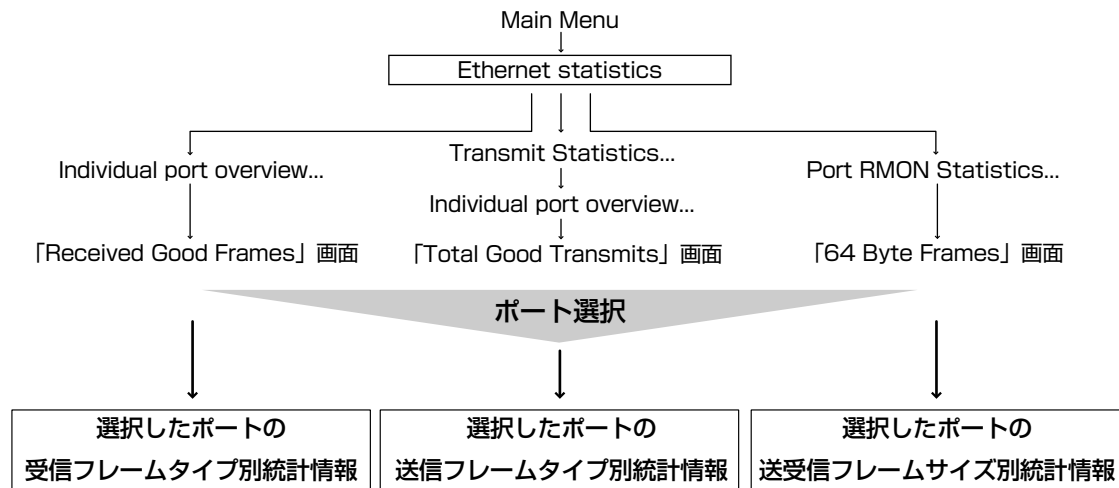 Main Menu
Ethernet statistics
Individual port overview...
Transmit Statistics...
Port RMON Statistics...
Individual port overview...
「Received Good Frames」画面
「Total Good Transmits」画面
「64 Byte Frames」画面
ポート選択
選択したポートの
受信フレームタイプ別統計情報
選択したポートの
送信フレームタイプ別統計情報
選択したポートの
送受信フレームサイズ別統計情報